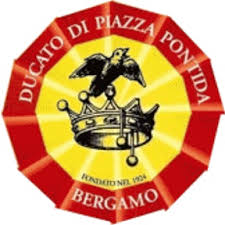 DUCATO DI PIAZZA PONTIDA
FONDATO NEL 1924
BERGAMO